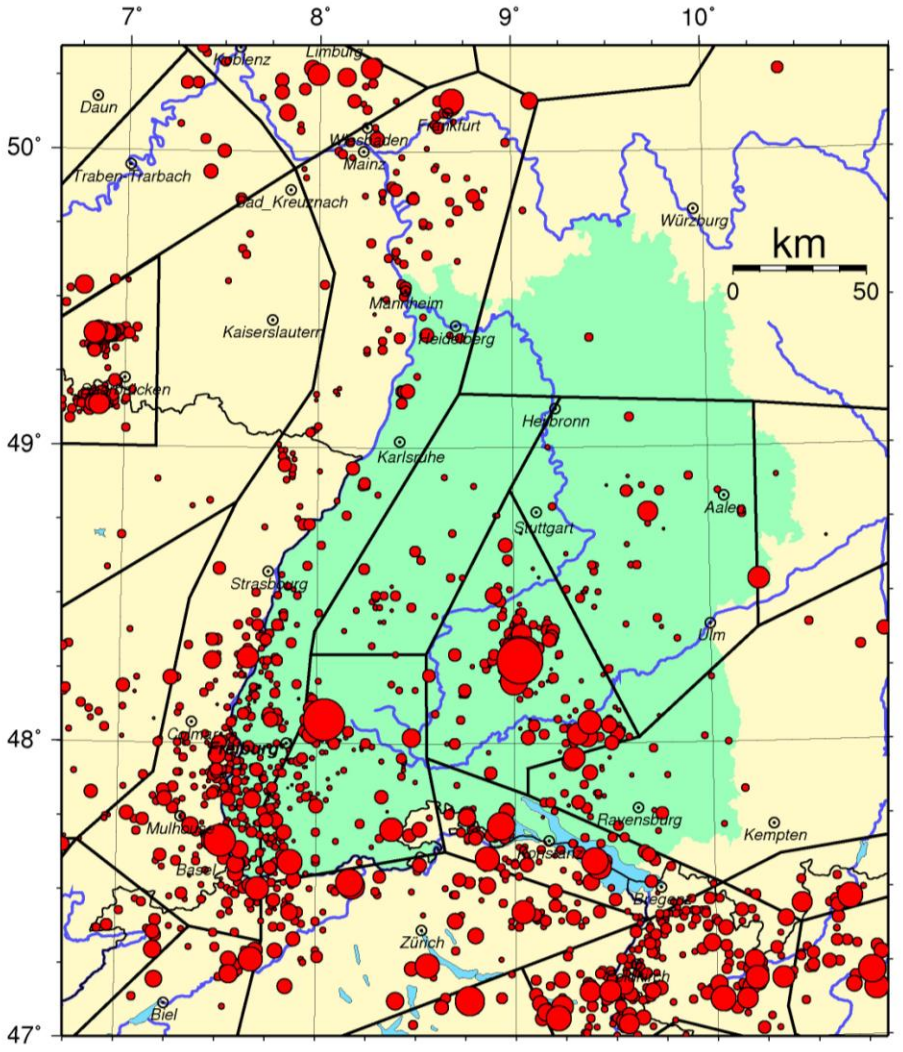 7° 8° 9° 10°
Koblenz
Limburg
Daun
Wiesbaden
Frankfurt
50°
Mainz
Traben-Trarbach
Bad_Kreuznach
Würzburg
km
0 50
Mannheim
Kaiserslautern
Heidelberg
Heilbronn
49°
Karlsruhe
Aalen
Stuttgart
Strasbourg
Ulm
48°
Colmar
Freiburg
Mulhouse
Ravensburg
Kempten
Konstanz
Basel
Bregenz
Zürich
Feldkirch
Biel
47°